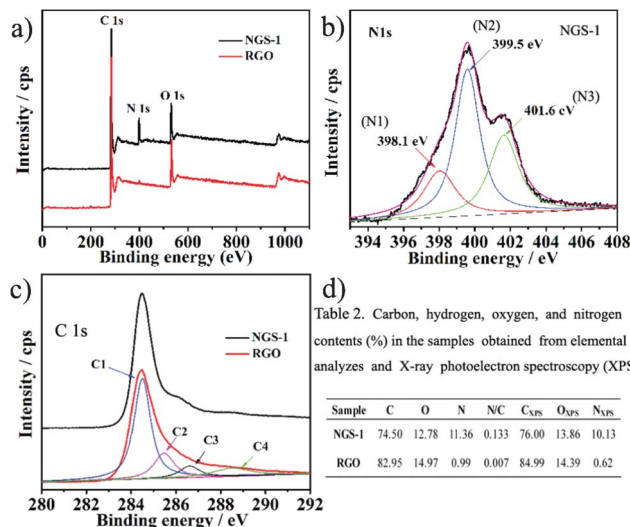 a)
C 1s
N 1s
O 1s
NGS-1
RGO
Intensity / cps
0 200 400 600 800 1000
Binding energy (eV)
b)
N1s
NGS-1
(N2)
399.5 eV
(N3)
401.6 eV
(N1)
398.1 eV
Intensity / cps
394 396 398 400 402 404 406 408
Binding energy / eV
c)
C 1s
NGS-1
RGO
C1
C2
C3
C4
Intensity / cps
280 282 284 286 288 290 292
Binding energy / eV
d)
Table 2. Carbon, hydrogen, oxygen, and nitrogen
contents (%) in the samples obtained from elemental
analyzes and X-ray photoelectron spectroscopy (XPS
Sample C O N N/C CXPS OXPS NXPS
NGS-1 74.50 12.78 11.36 0.133 76.00 13.86 10.13
RGO 82.95 14.97 0.99 0.007 84.99 14.39 0.62